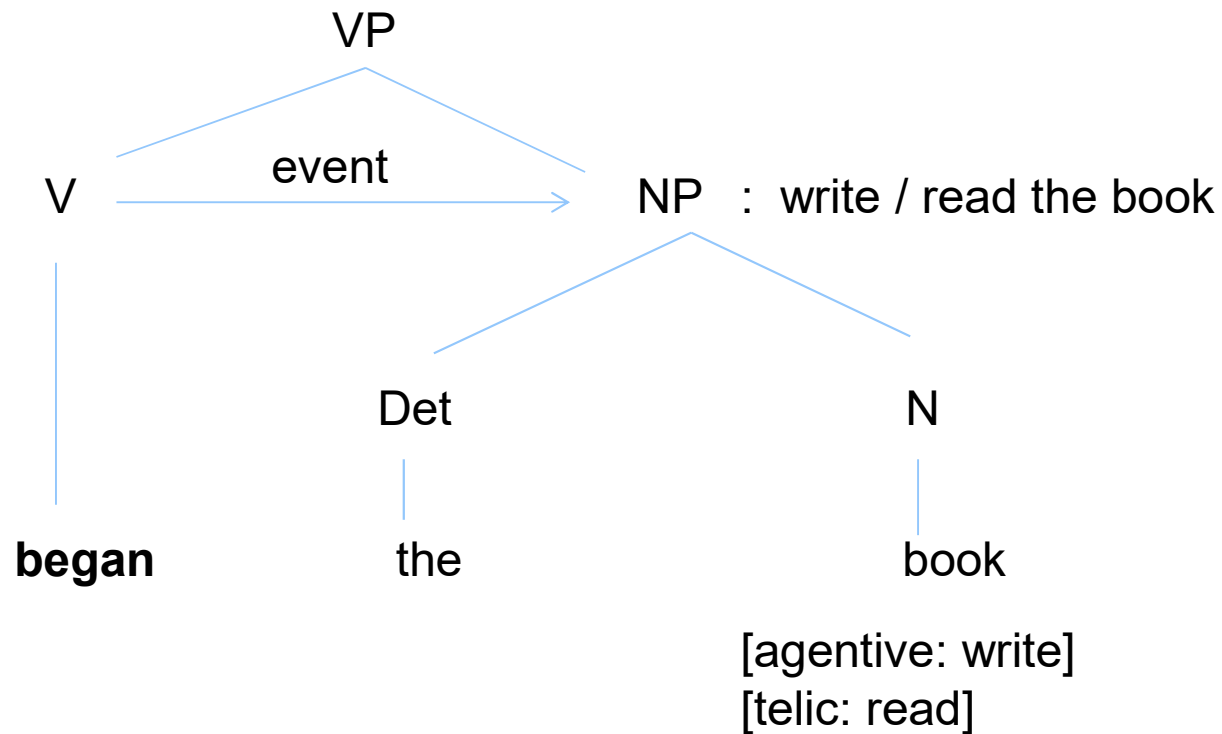 VP
event
V
NP : write / read the book
Det
N
began
the
book
[agentive: write]
[telic: read]